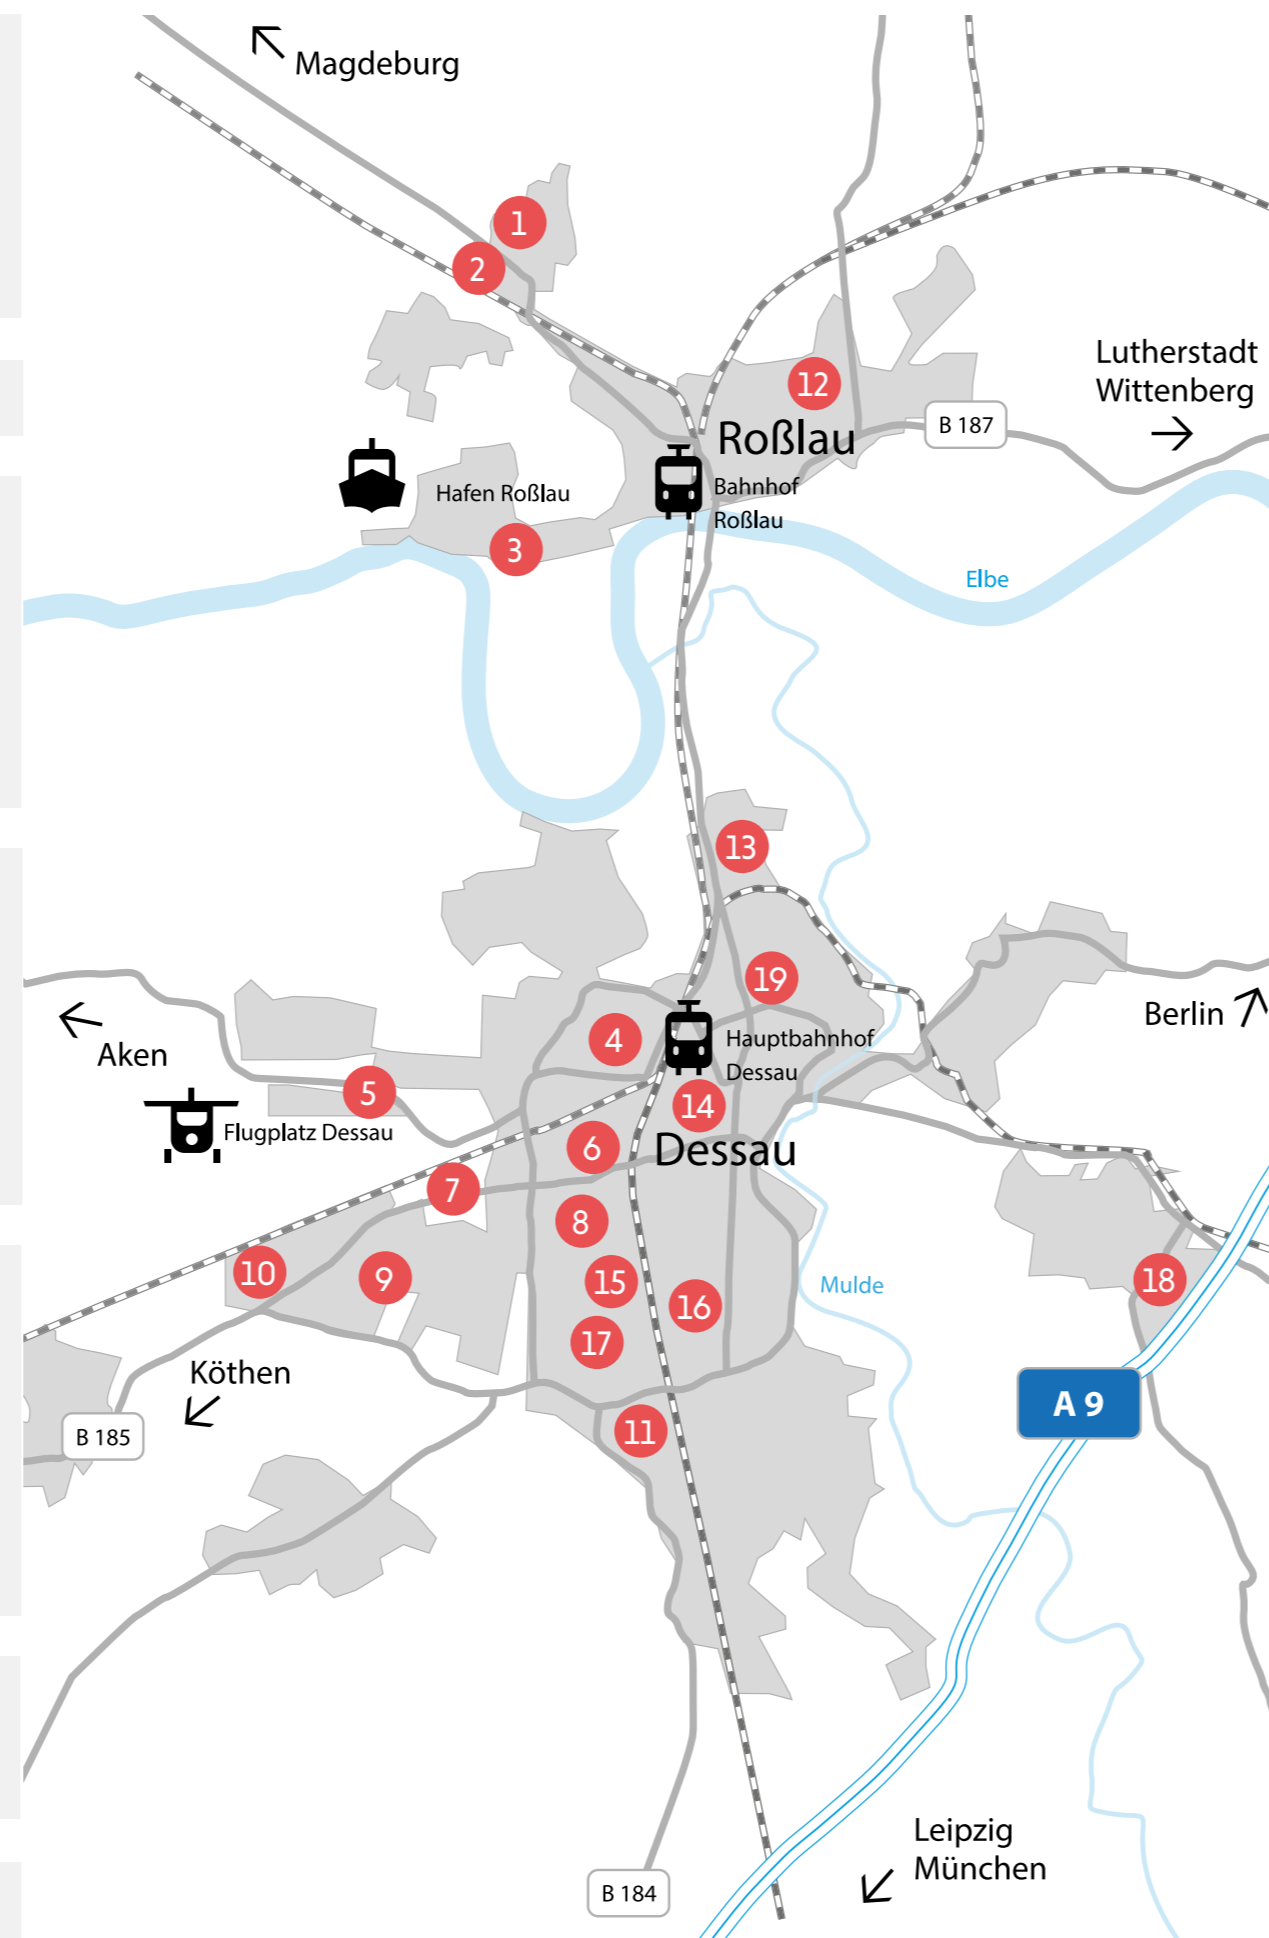 Magdeburg
1
2
Lutherstadt
Wittenberg
12
B 187
Roßlau
Hafen Roßlau
Bahnhof
Roßlau
3
Elbe
13
19
Berlin
4
Hauptbahnhof
Dessau
Aken
5
14
Flugplatz Dessau
6
Dessau
7
8
10
9
15
16
18
Mulde
17
Köthen
A 9
B 185
11
Leipzig
München
B 184